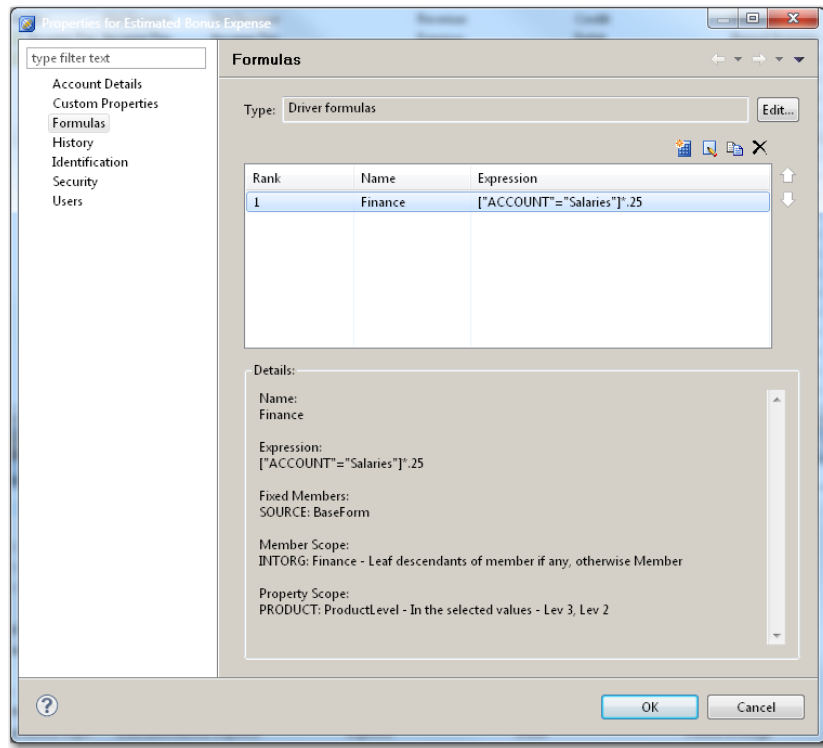 Properties for Estimated Bonus Expense
type filter text
Account Details
Custom Properties
Formulas
History
Identification
Security
Users
Formulas
Type: Driver formulas Edit...
Rank Name Expression
1 Finance ["ACCOUNT"="Salaries"]*.25
Details:
Name:
Finance
Expression:
["ACCOUNT"="Salaries"]*.25
Fixed Members:
SOURCE: BaseForm
Member Scope:
INTORG: Finance - Leaf descendants of member if any, otherwise Member
Property Scope:
PRODUCT: ProductLevel - In the selected values - Lev 3, Lev 2
OK Cancel